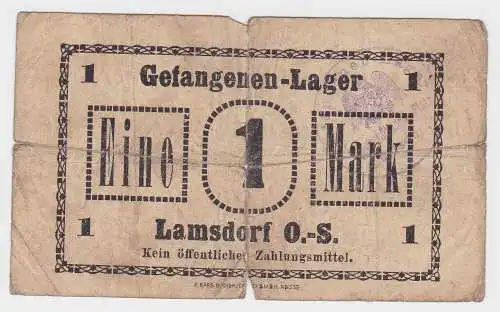 1 Gefangenen-Lager 1
Eine 1 Mark
1 Lamsdorf O.-S. 1
Kein öffentliches Zahlungsmittel.